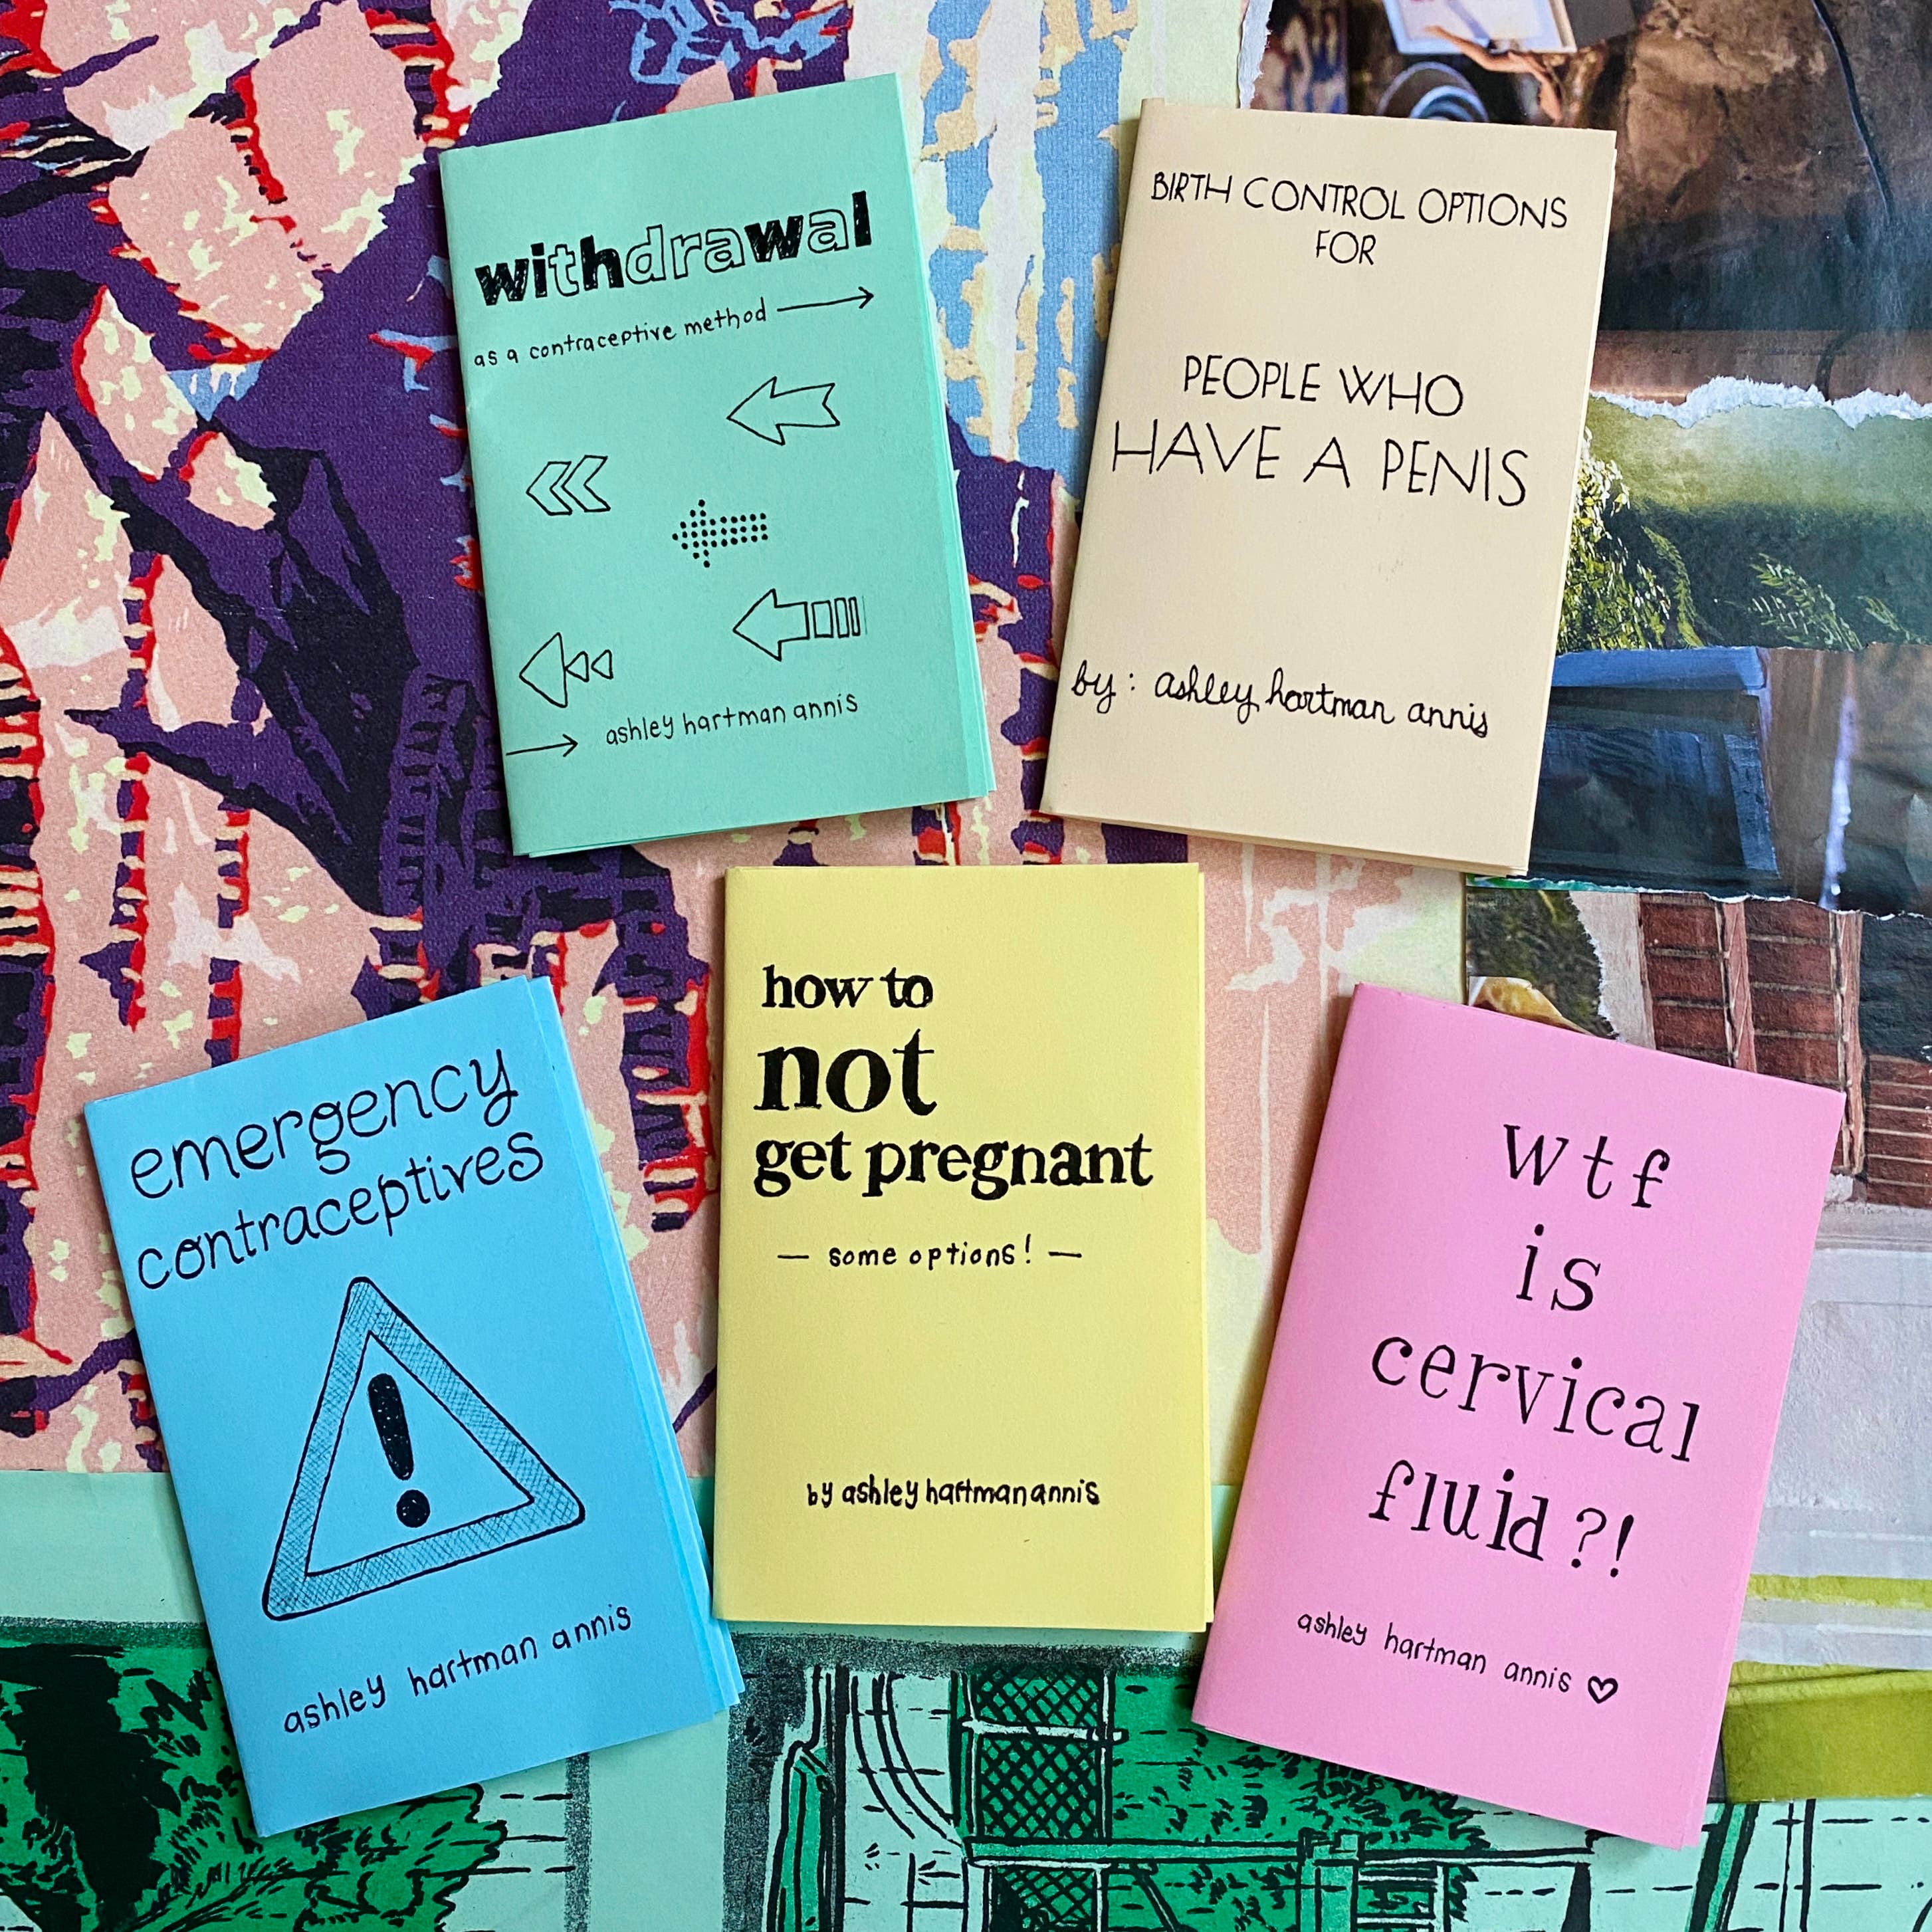 withdrawal
as a contraceptive method
ashley hartman annis
BIRTH CONTROL OPTIONS
FOR
PEOPLE WHO
HAVE A PENIS
by: ashley hartman annis
emergency
contraceptives
!
ashley hartman annis
how to
not
get pregnant
— some options! —
by ashley hartman annis
wtf
is
cervical
fluid?!
ashley hartman annis ♡